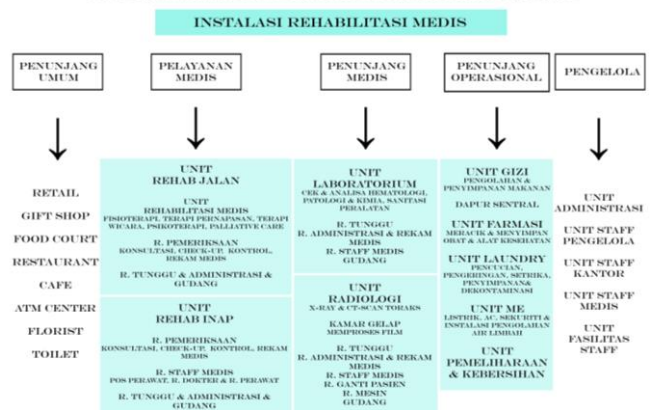 INSTALASI REHABILITASI MEDIS
PENUNJANG
UMUM
PELAYANAN
MEDIS
PENUNJANG
MEDIS
PENUNJANG
OPERASIONAL
PENGELOLA
RETAIL
GIFT SHOP
FOOD COURT
RESTAURANT
CAFE
ATM CENTER
FLORIST
TOILET
UNIT
REHAB JALAN
UNIT
REHABILITASI MEDIS
FISIOTERAPI, TERAPI PERNAPASAN, TERAPI
WICARA, PSIKOTERAPI, PALLIATIVE CARE
R. PEMERIKSAAN
KONSULTASI, CHECK-UP, KONTROL,
REKAM MEDIS
R. TUNGGU & ADMINISTRASI &
GUDANG
UNIT
REHAB INAP
R. PEMERIKSAAN
KONSULTASI, CHECK-UP, KONTROL, REKAM
MEDIS
R. STAFF MEDIS
POS PERAWAT, R. DOKTER & R. PERAWAT
R. TUNGGU & ADMINISTRASI &
GUDANG
UNIT
LABORATORIUM
CEK & ANALISA HEMATOLOGI,
PATOLOGI & KIMIA, SANITASI
PERALATAN
R. TUNGGU
R. ADMINISTRASI & REKAM
MEDIS
R. STAFF MEDIS
GUDANG
UNIT
RADIOLOGI
X-RAY & CT-SCAN TORAKS
KAMAR GELAP
MEMPROSES FILM
R. TUNGGU
R. ADMINISTRASI & REKAM
MEDIS
R. STAFF MEDIS
R. GANTI PASIEN
R. MESIN
GUDANG
UNIT GIZI
PENGOLAHAN &
PENYIMPANAN MAKANAN
DAPUR SENTRAL
UNIT FARMASI
MERACIK & MENYIMPAN
OBAT & ALAT KESEHATAN
UNIT LAUNDRY
PENCUCIAN,
PENGERINGAN, SETRIKA,
PENYIMPANAN&
DEKONTAMINASI
UNIT ME
LISTRIK, AC, SEKURITI &
INSTALASI PENGOLAHAN
AIR LIMBAH
UNIT
PEMELIHARAAN
& KEBERSIHAN
UNIT
ADMINISTRASI
UNIT STAFF
PENGELOLA
UNIT STAFF
KANTOR
UNIT STAFF
MEDIS
UNIT
FASILITAS
STAFF